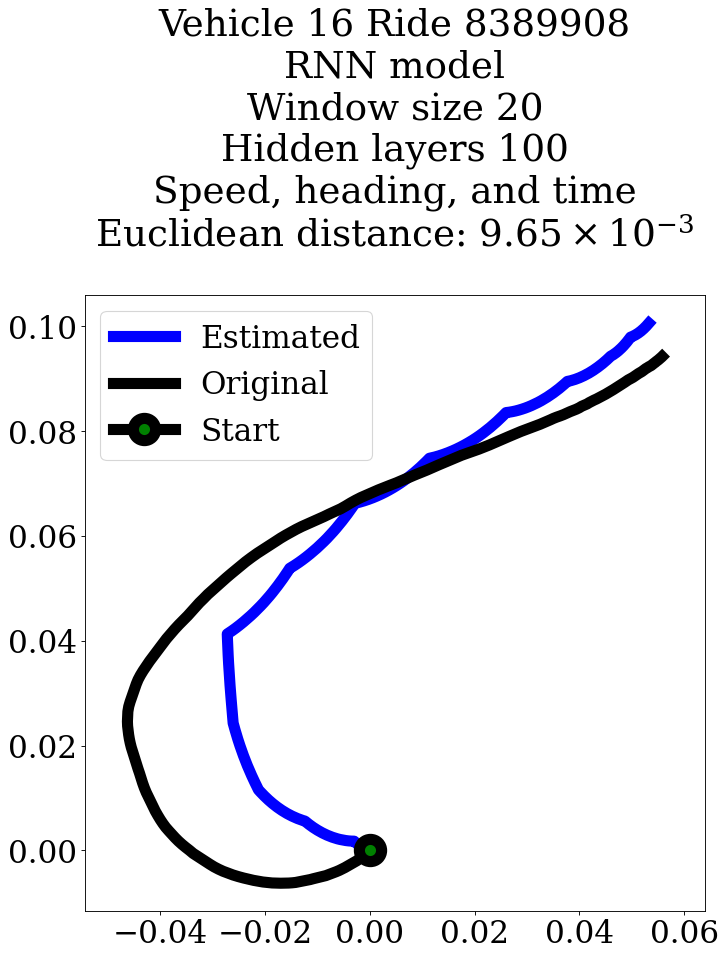 Vehicle 16 Ride 8389908
RNN model
Window size 20
Hidden layers 100
Speed, heading, and time
Euclidean distance: 9.65 × 10⁻³
Estimated
Original
Start
0.10
0.08
0.06
0.04
0.02
0.00
−0.04 −0.02 0.00 0.02 0.04 0.06